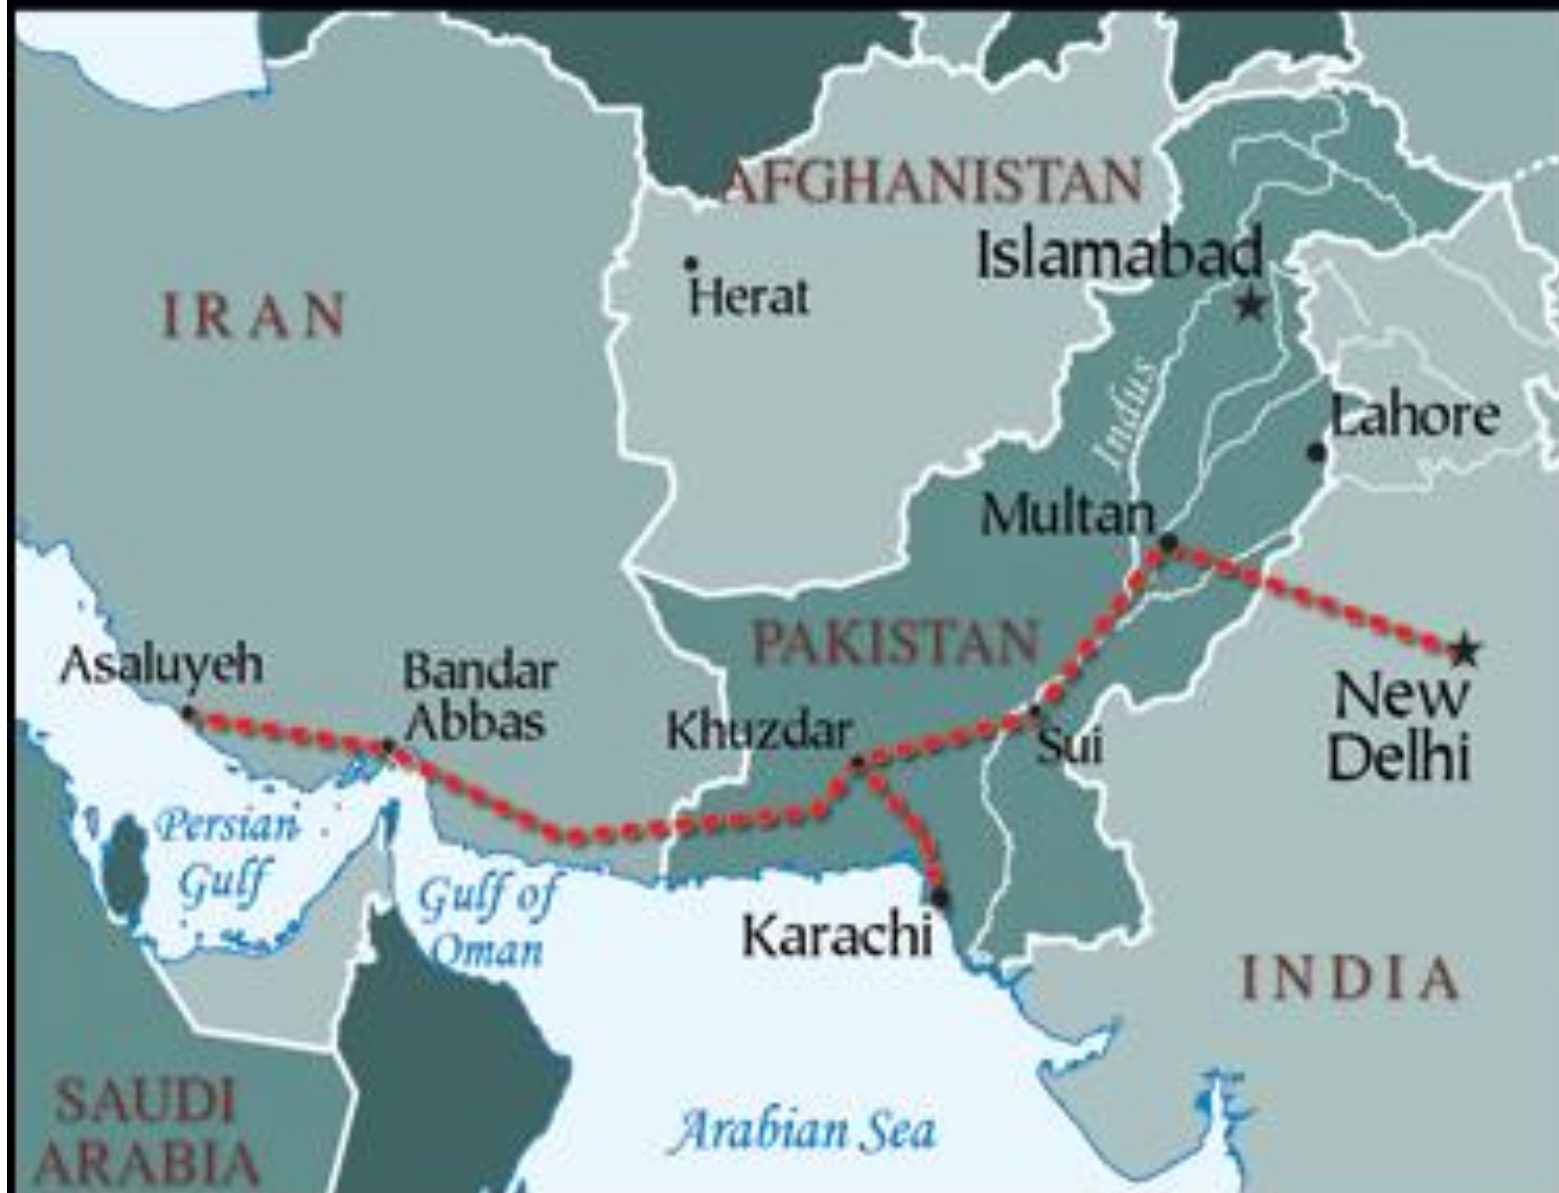 AFGHANISTAN
Islamabad
Herat
IRAN
Indus
Lahore
Multan
PAKISTAN
Asaluyeh
Bandar
Abbas
Khuzdar
Sui
New
Delhi
Persian
Gulf
Gulf of
Oman
Karachi
INDIA
SAUDI
ARABIA
Arabian Sea